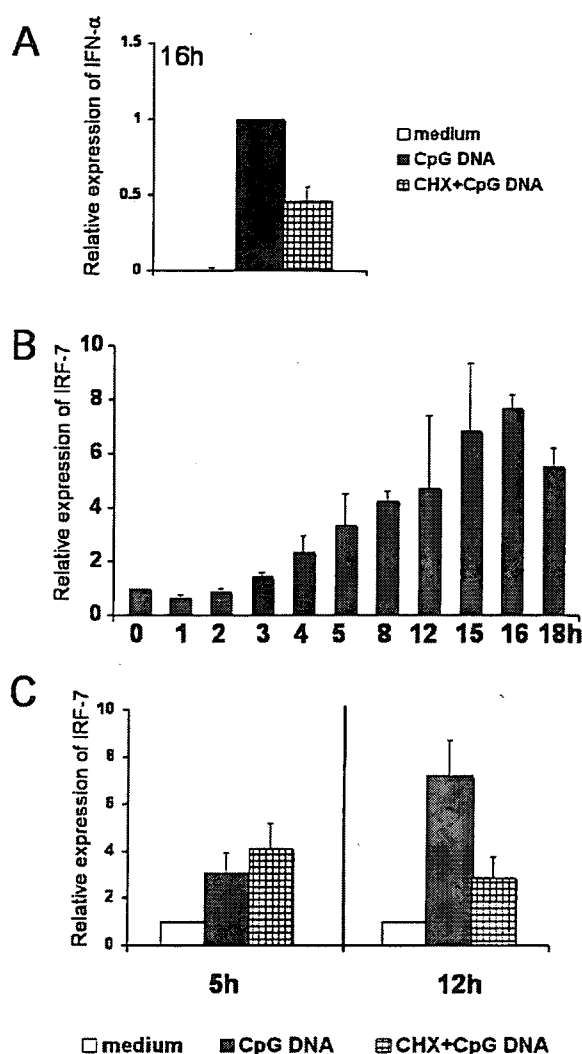 A
Relative expression of IFN-α
16h
1.5
1
0.5
0
medium
CpG DNA
CHX+CpG DNA
B
Relative expression of IRF-7
10
8
6
4
2
0
0 1 2 3 4 5 8 12 15 16 18h
C
Relative expression of IRF-7
10
8
6
4
2
0
5h 12h
medium CpG DNA CHX+CpG DNA